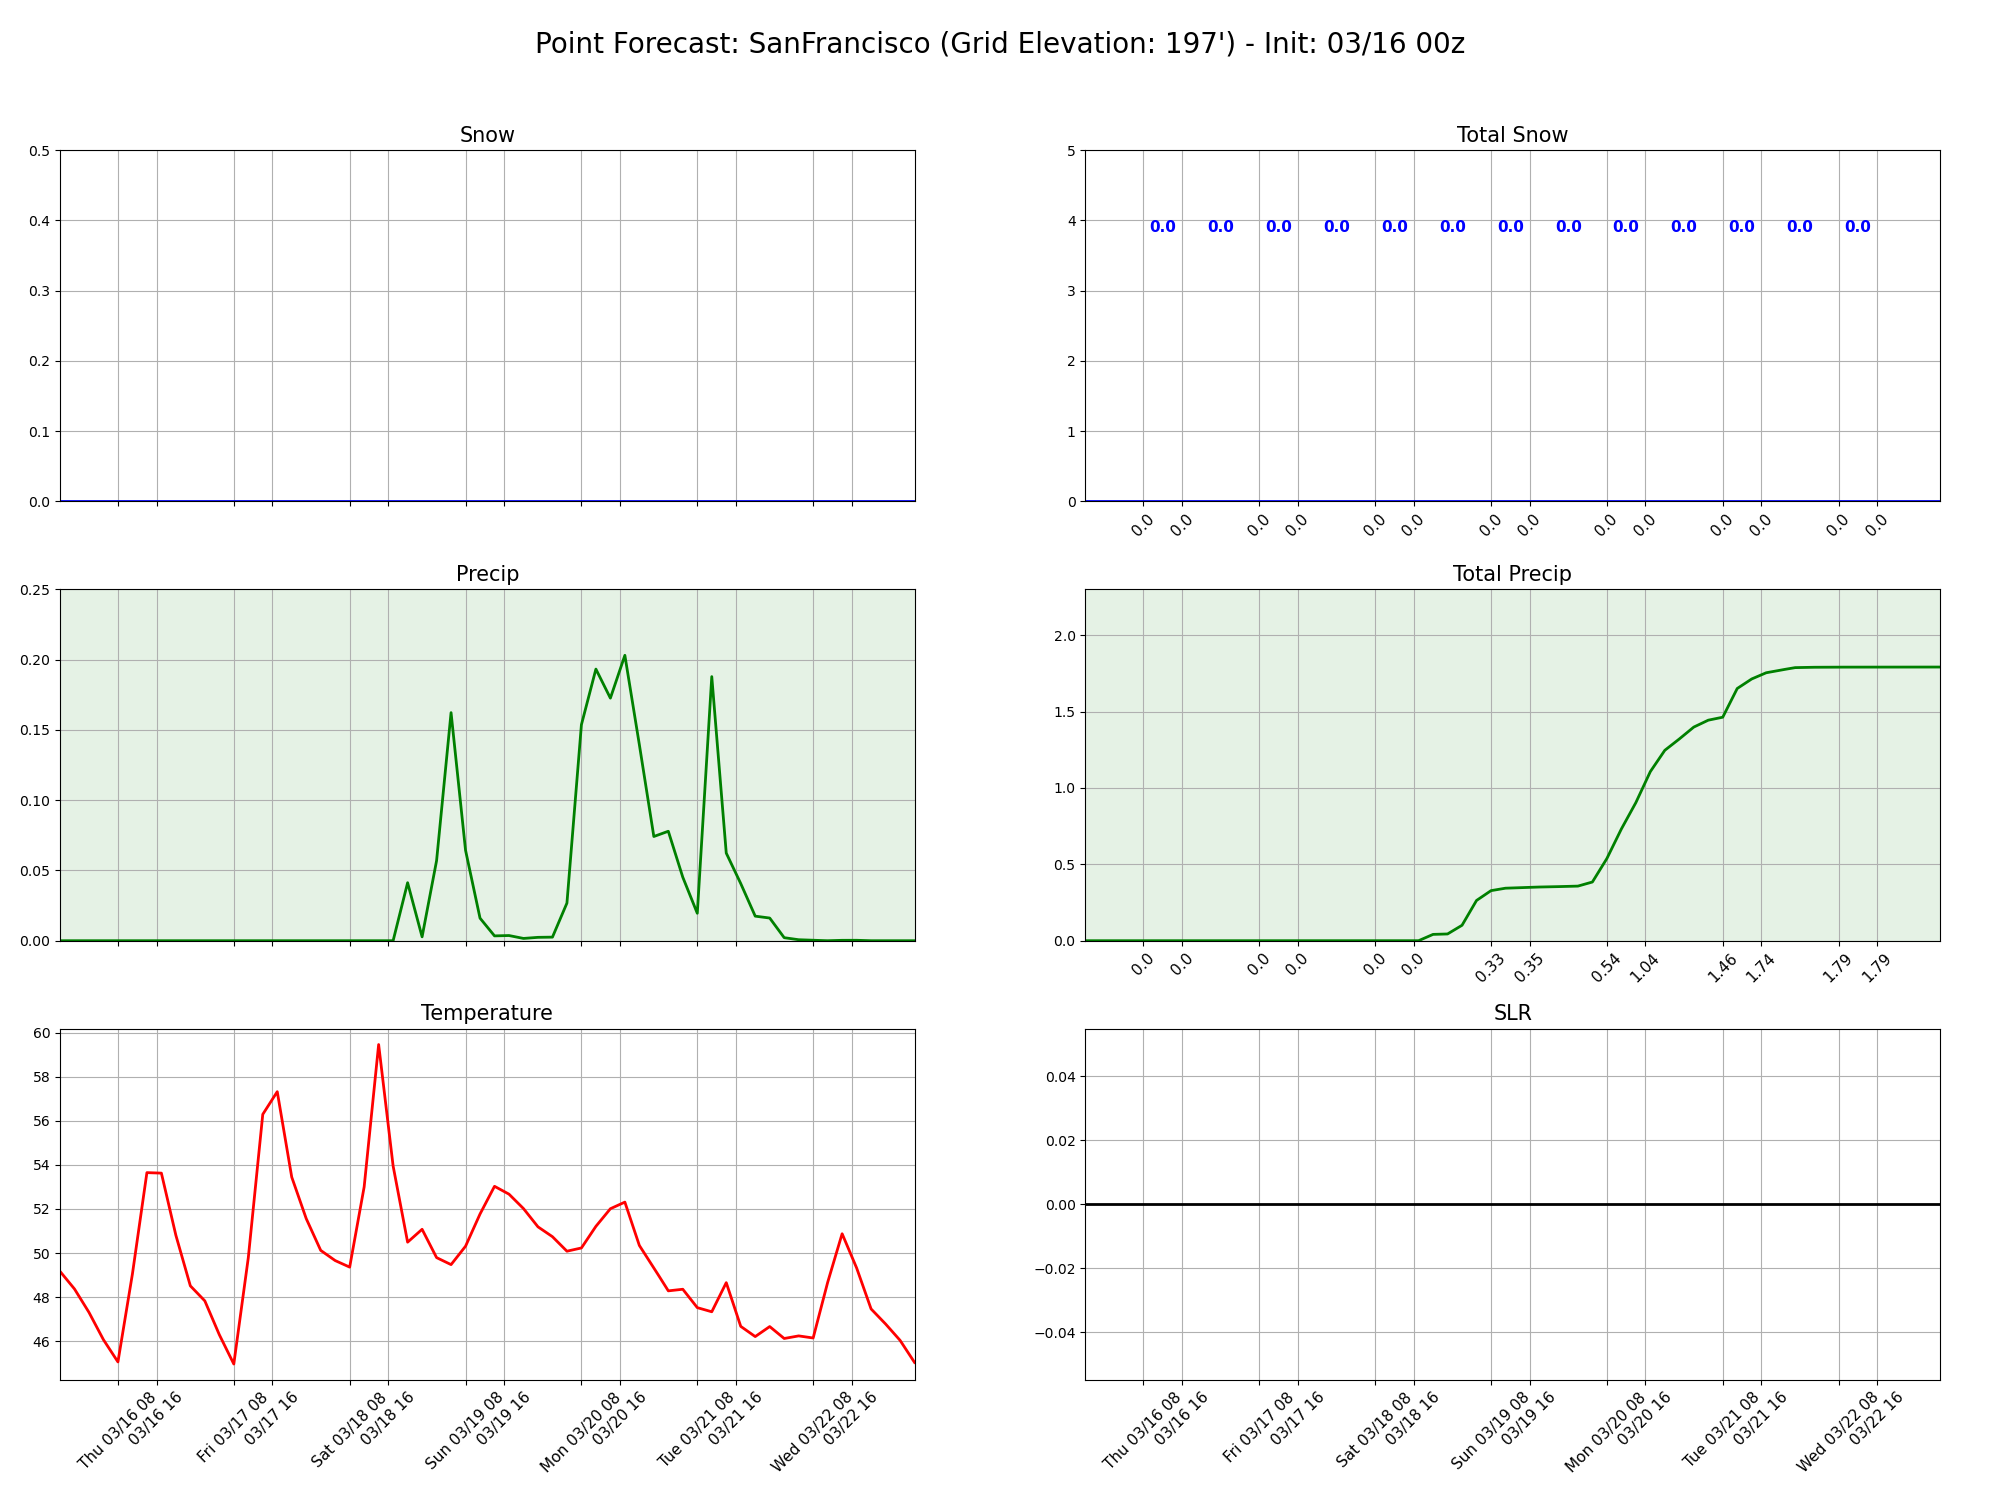 Point Forecast: SanFrancisco (Grid Elevation: 197') - Init: 03/16 00z
Snow
0.5
0.4
0.3
0.2
0.1
0.0
Total Snow
5
4
3
2
1
0
0.0 0.0 0.0 0.0 0.0 0.0 0.0 0.0 0.0 0.0 0.0 0.0 0.0
0.0 0.0 0.0 0.0 0.0 0.0 0.0 0.0 0.0 0.0 0.0 0.0 0.0 0.0
Precip
0.25
0.20
0.15
0.10
0.05
0.00
Total Precip
2.0
1.5
1.0
0.5
0.0
0.0 0.0 0.0 0.0 0.0 0.0 0.33 0.35 0.54 1.04 1.46 1.74 1.79 1.79
Temperature
60
58
56
54
52
50
48
46
Thu 03/16 08
03/16 16
Fri 03/17 08
03/17 16
Sat 03/18 08
03/18 16
Sun 03/19 08
03/19 16
Mon 03/20 08
03/20 16
Tue 03/21 08
03/21 16
Wed 03/22 08
03/22 16
SLR
0.04
0.02
0.00
−0.02
−0.04
Thu 03/16 08
03/16 16
Fri 03/17 08
03/17 16
Sat 03/18 08
03/18 16
Sun 03/19 08
03/19 16
Mon 03/20 08
03/20 16
Tue 03/21 08
03/21 16
Wed 03/22 08
03/22 16